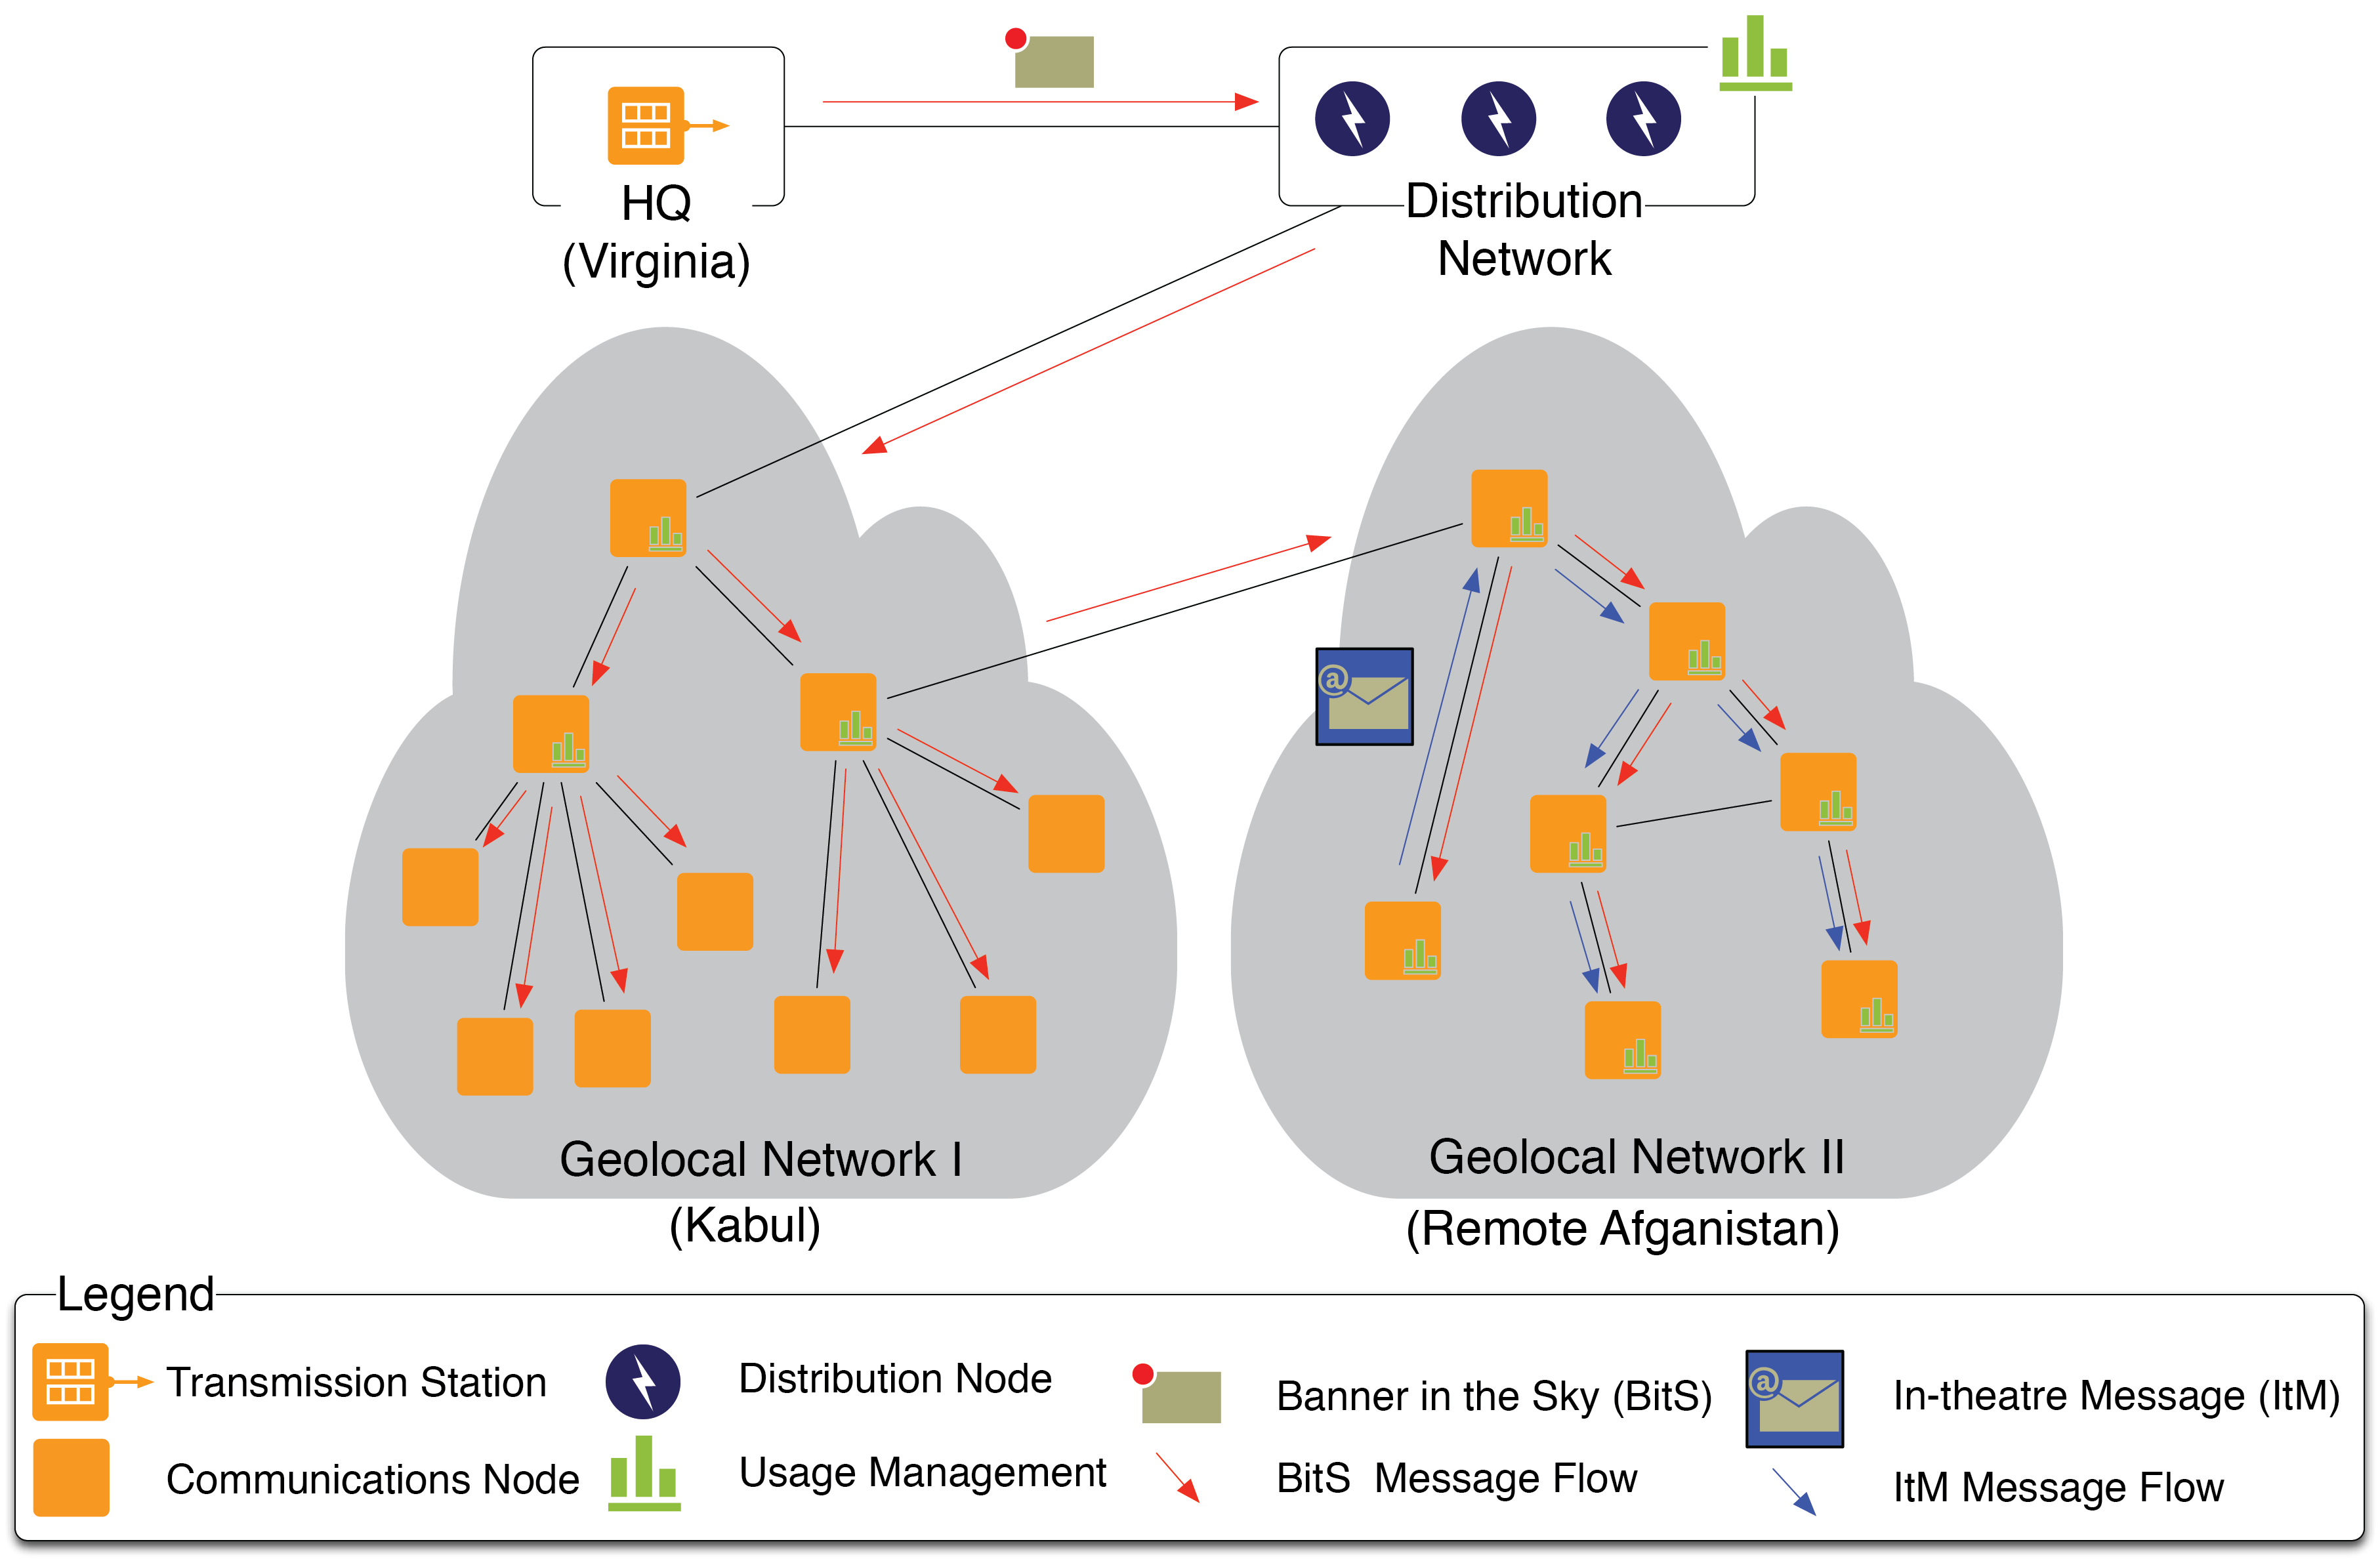 HQ
(Virginia)
Distribution
Network
@
Geolocal Network I
(Kabul)
Geolocal Network II
(Remote Afganistan)
Legend
Transmission Station
Distribution Node
Banner in the Sky (BitS)
@
In-theatre Message (ItM)
Communications Node
Usage Management
BitS Message Flow
ItM Message Flow